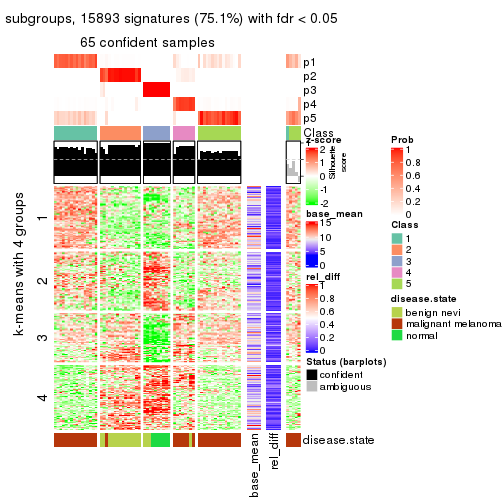 subgroups, 15893 signatures (75.1%) with fdr < 0.05
65 confident samples
p1
p2
p3
p4
p5
Class
z-score
2
1
0
-1
-2
Silhouette
score
Prob
1
0.8
0.6
0.4
0.2
0
base_mean
15
10
5
0
Class
1
2
3
4
5
rel_diff
1
0.8
0.6
0.4
0.2
0
disease.state
benign nevi
malignant melanoma
normal
Status (barplots)
confident
ambiguous
k-means with 4 groups
1
2
3
4
disease.state
base_mean
rel_diff